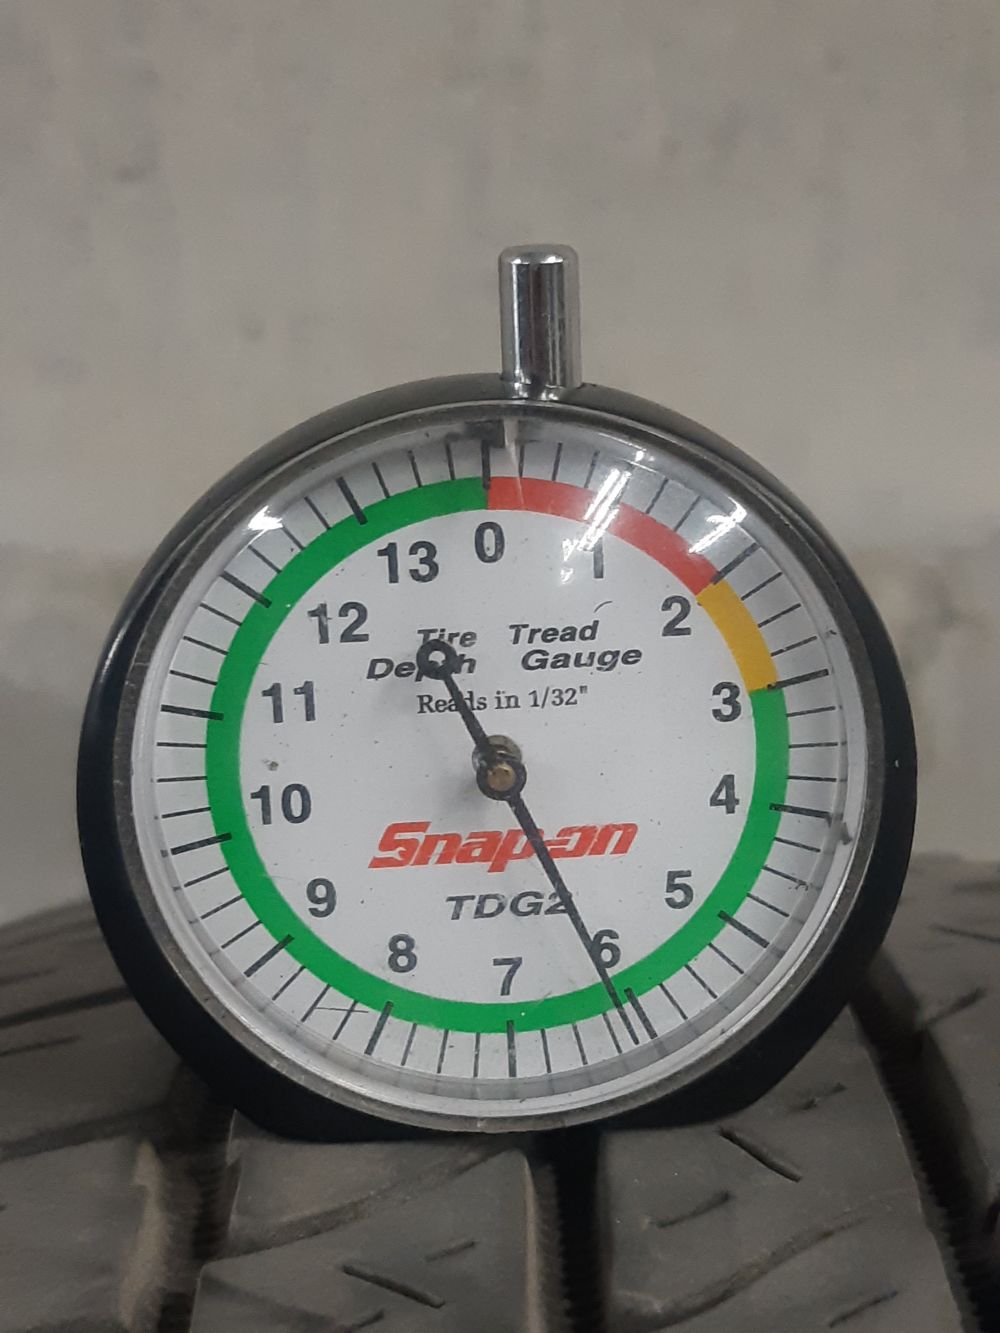 0
1
2
3
4
5
6
7
8
9
10
11
12
13
Tire Tread
Depth Gauge
Reads in 1/32"
Snap-on
TDG2